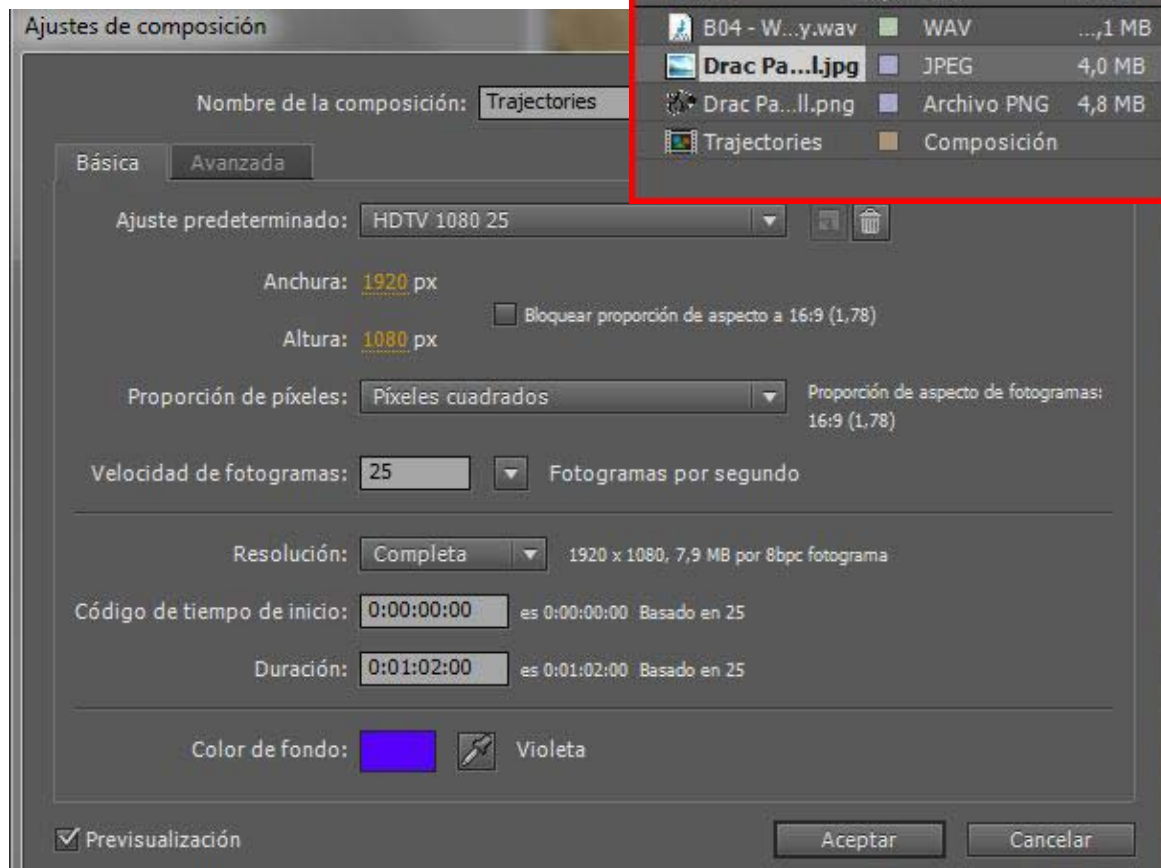 Ajustes de composición
Nombre de la composición: Trajectories
B04 - W...y.wav WAV ...,1 MB
Drac Pa...l.jpg JPEG 4,0 MB
Drac Pa...ll.png Archivo PNG 4,8 MB
Trajectories Composición
Básica Avanzada
Ajuste predeterminado: HDTV 1080 25
Anchura: 1920 px
Bloquear proporción de aspecto a 16:9 (1,78)
Altura: 1080 px
Proporción de píxeles: Píxeles cuadrados
Proporción de aspecto de fotogramas:
16:9 (1,78)
Velocidad de fotogramas: 25 Fotogramas por segundo
Resolución: Completa 1920 x 1080, 7,9 MB por 8bpc fotograma
Código de tiempo de inicio: 0:00:00:00 es 0:00:00:00 Basado en 25
Duración: 0:01:02:00 es 0:01:02:00 Basado en 25
Color de fondo: Violeta
Previsualización
Aceptar Cancelar